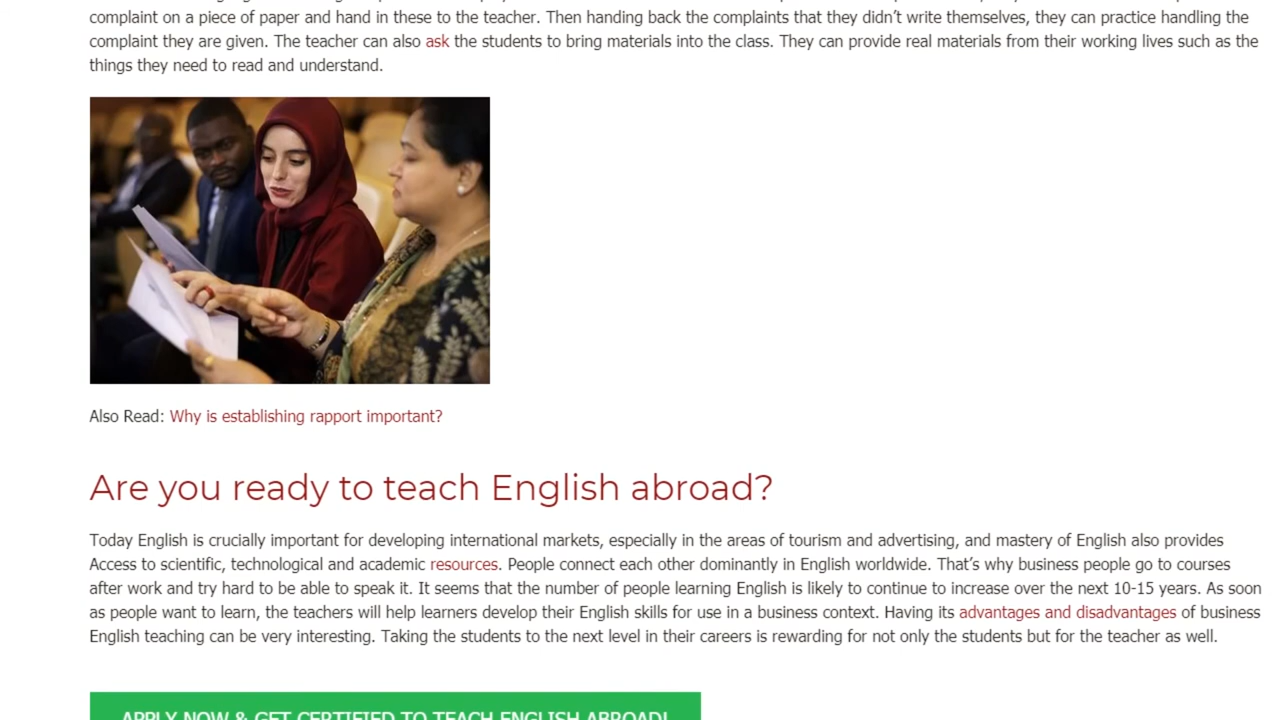 complaint on a piece of paper and hand in these to the teacher. Then handing back the complaints that they didn’t write themselves, they can practice handling the
complaint they are given. The teacher can also ask the students to bring materials into the class. They can provide real materials from their working lives such as the
things they need to read and understand.
Also Read: Why is establishing rapport important?
Are you ready to teach English abroad?
Today English is crucially important for developing international markets, especially in the areas of tourism and advertising, and mastery of English also provides
Access to scientific, technological and academic resources. People connect each other dominantly in English worldwide. That’s why business people go to courses
after work and try hard to be able to speak it. It seems that the number of people learning English is likely to continue to increase over the next 10-15 years. As soon
as people want to learn, the teachers will help learners develop their English skills for use in a business context. Having its advantages and disadvantages of business
English teaching can be very interesting. Taking the students to the next level in their careers is rewarding for not only the students but for the teacher as well.
APPLY NOW & GET CERTIFIED TO TEACH ENGLISH ABROAD!